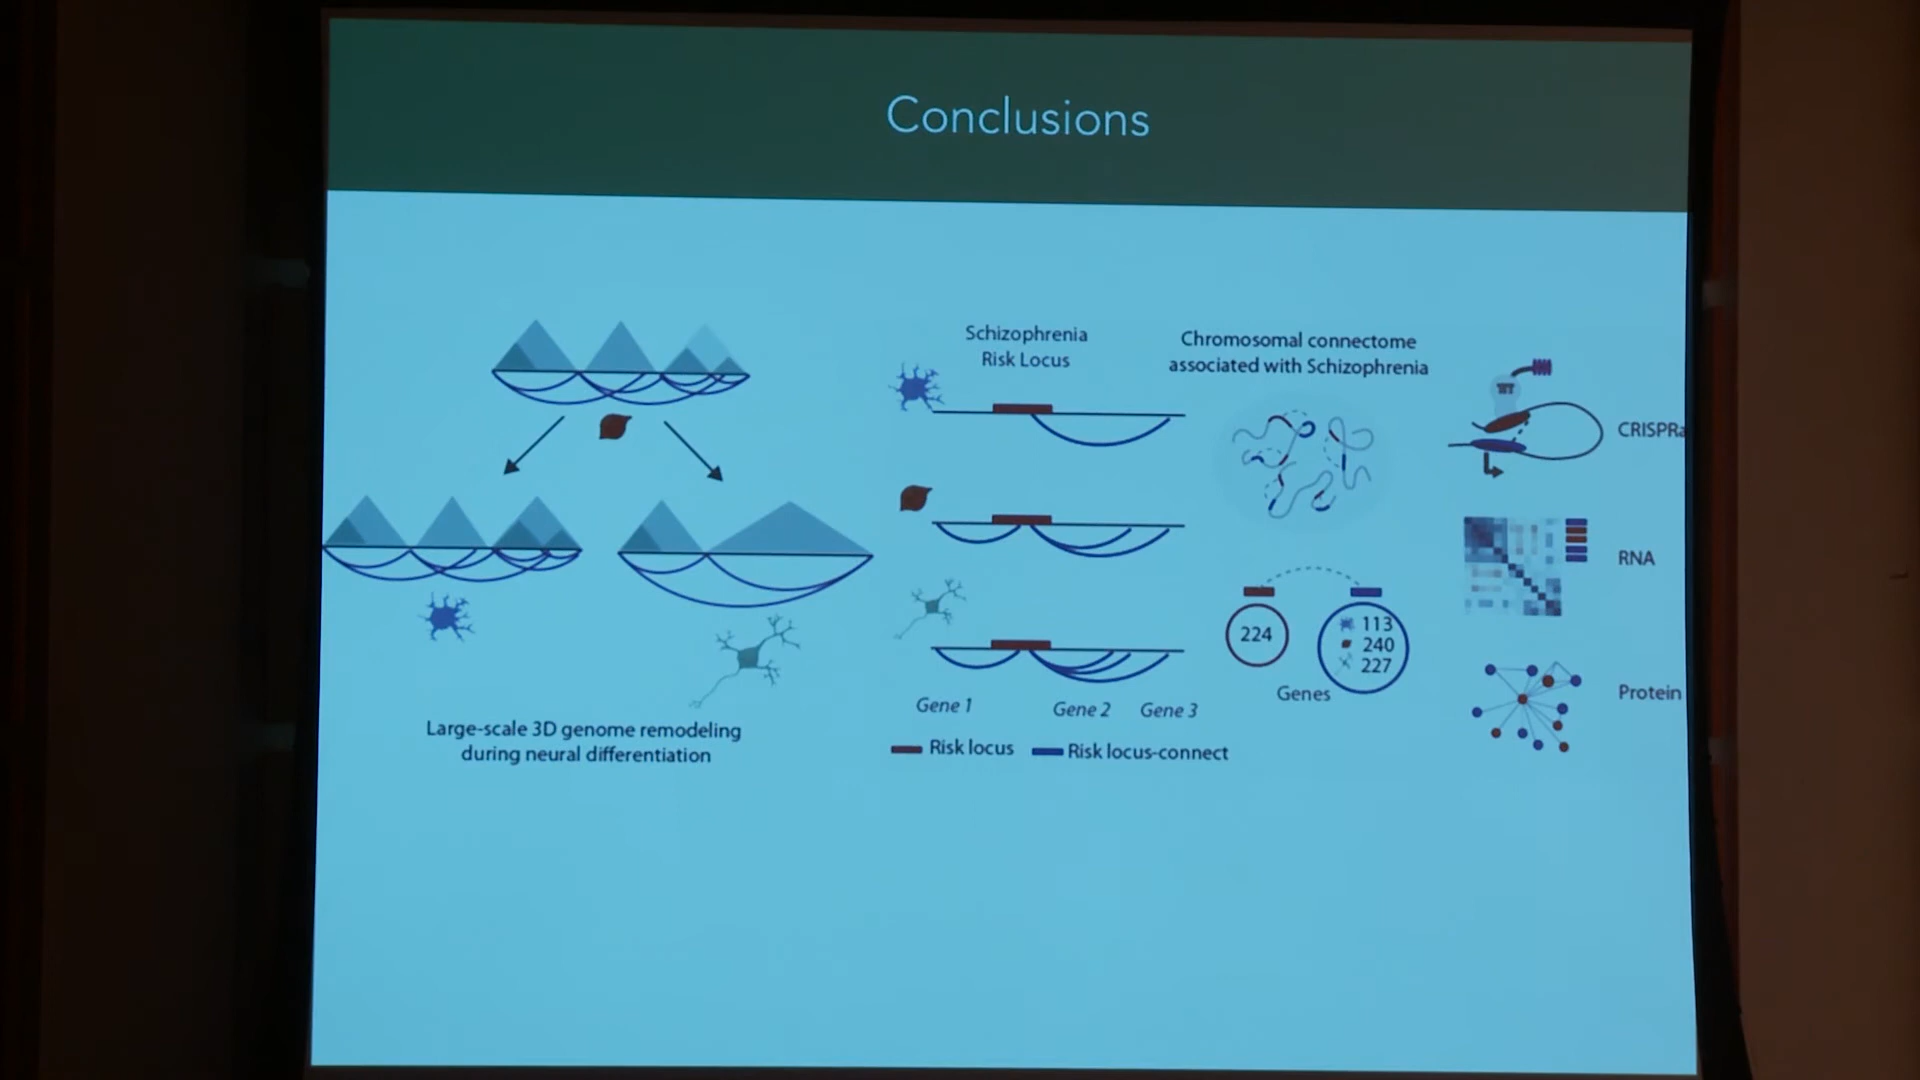 Conclusions
Large-scale 3D genome remodeling
during neural differentiation
Schizophrenia
Risk Locus
Gene 1
Gene 2
Gene 3
Risk locus
Risk locus-connect
Chromosomal connectome
associated with Schizophrenia
224
113
240
227
Genes
CRISPRa
RNA
Protein